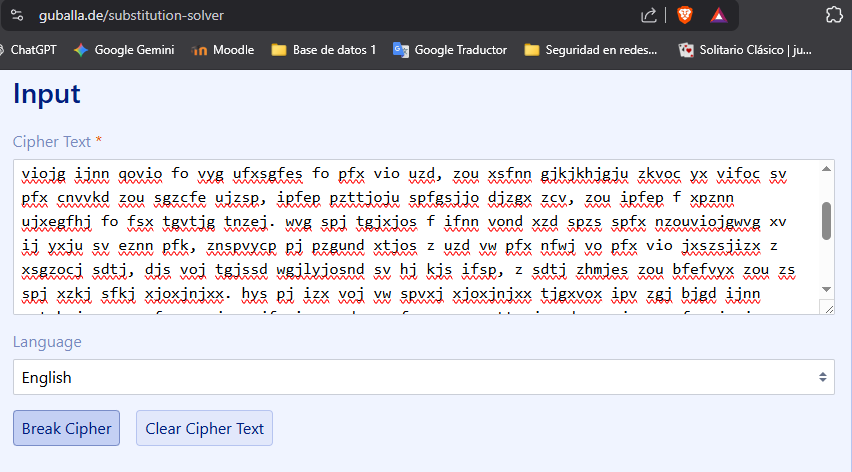 guballa.de/substitution-solver
ChatGPT Google Gemini Moodle Base de datos 1 Google Traductor Seguridad en redes... Solitario Clásico | ju...
Input
Cipher Text *
viojg ijnn qovio fo vyg ufxsgfes fo pfx vio uzd, zou xsfnn gjkjkhjgju zkvoc yx vifoc sv
pfx cnvvkd zou sgzcfe ujzsp, ipfep pzttjoju spfgsjjo djzgx zcv, zou ipfep f xpznn
ujxegfhj fo fsx tgvtjg tnzej. wvg spj tgjxjos f ifnn vond xzd spzs spfx nzouviojgwvg xv
ij yxju sv eznn pfk, znspvycp pj pzgund xtjos z uzd vw pfx nfwj vo pfx vio jxszsjizx z
xsgzocj sdtj, djs voj tgjssd wgjlyjosnd sv hj kjs ifsp, z sdtj zhmjes zou bfefvyx zou zs
spj xzkj sfkj xjoxjnjxx. hys pj izx voj vw spvxj xjoxjnjxx tjgxvox ipv zgj bjgd ijnn
Language
English
Break Cipher Clear Cipher Text